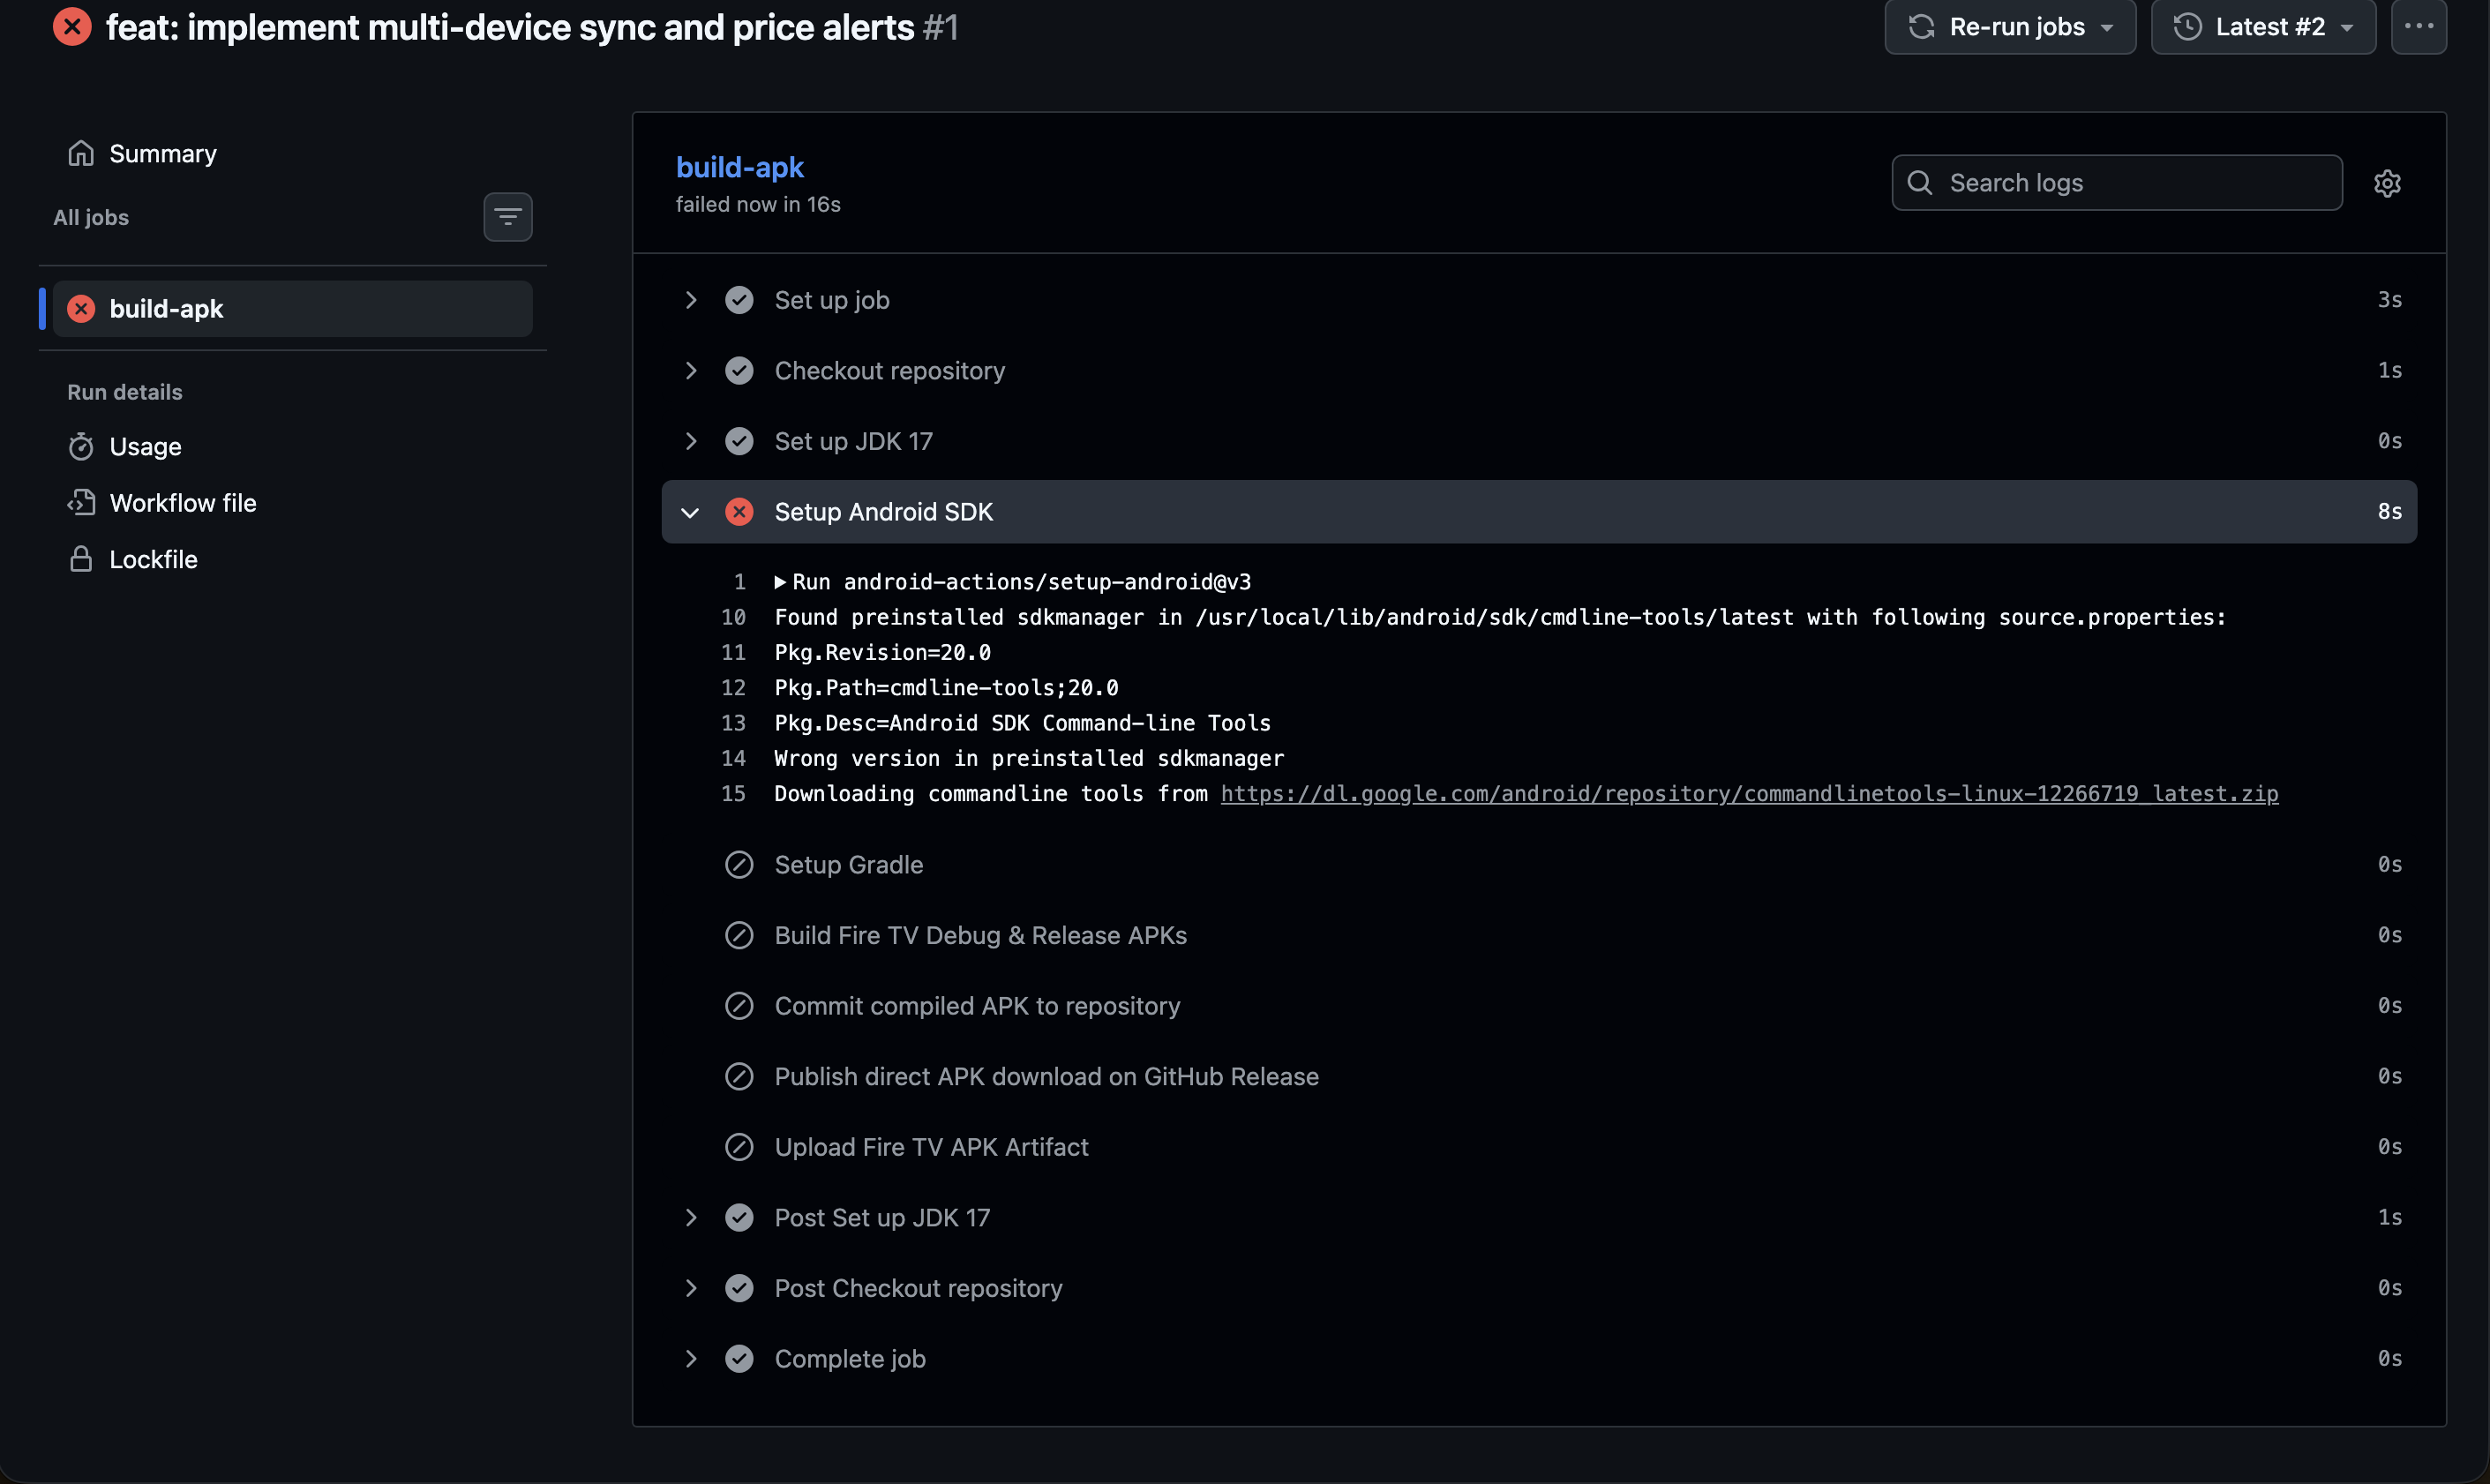 feat: implement multi-device sync and price alerts #1
Re-run jobs
Latest #2
Summary
All jobs
build-apk
Run details
Usage
Workflow file
Lockfile
build-apk
failed now in 16s
Search logs
Set up job 3s
Checkout repository 1s
Set up JDK 17 0s
Setup Android SDK 8s
1 Run android-actions/setup-android@v3
10 Found preinstalled sdkmanager in /usr/local/lib/android/sdk/cmdline-tools/latest with following source.properties:
11 Pkg.Revision=20.0
12 Pkg.Path=cmdline-tools;20.0
13 Pkg.Desc=Android SDK Command-line Tools
14 Wrong version in preinstalled sdkmanager
15 Downloading commandline tools from https://dl.google.com/android/repository/commandlinetools-linux-12266719_latest.zip
Setup Gradle 0s
Build Fire TV Debug & Release APKs 0s
Commit compiled APK to repository 0s
Publish direct APK download on GitHub Release 0s
Upload Fire TV APK Artifact 0s
Post Set up JDK 17 1s
Post Checkout repository 0s
Complete job 0s